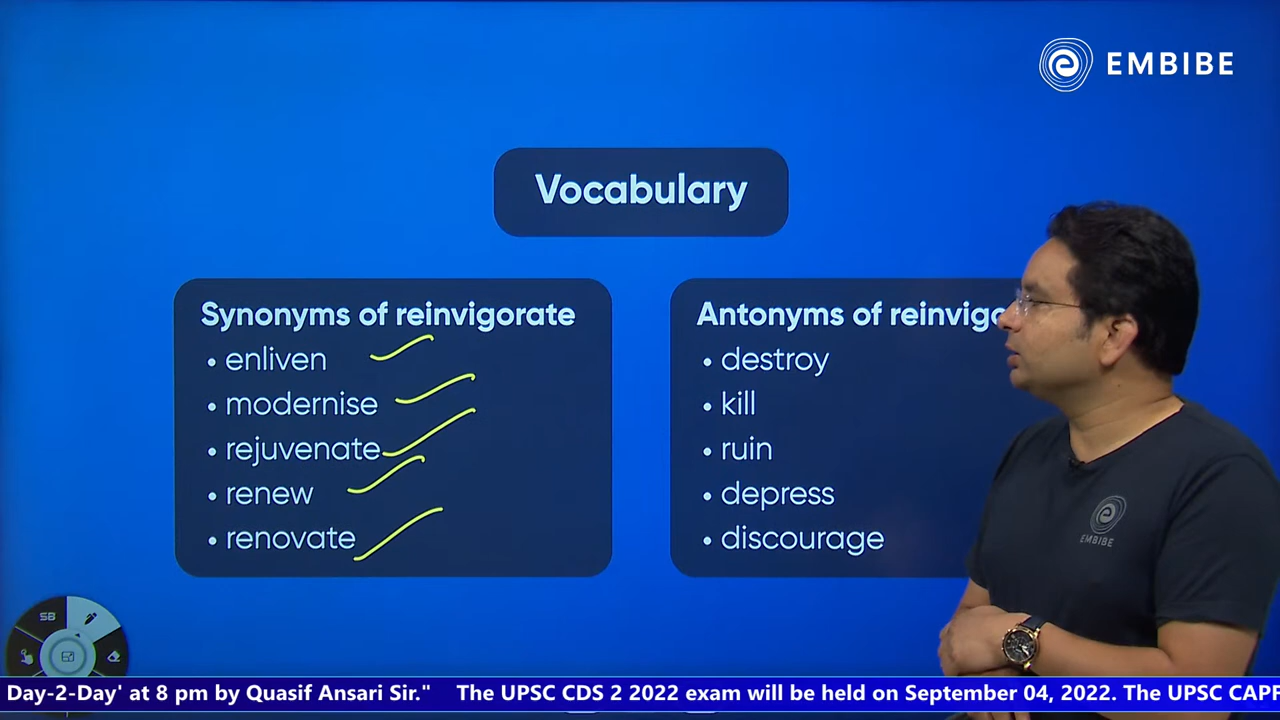 EMBIBE
Vocabulary
Synonyms of reinvigorate
• enliven
• modernise
• rejuvenate
• renew
• renovate
Antonyms of reinvigo
• destroy
• kill
• ruin
• depress
• discourage
EMBIBE
SB
Day-2-Day' at 8 pm by Quasif Ansari Sir." The UPSC CDS 2 2022 exam will be held on September 04, 2022. The UPSC CAPF